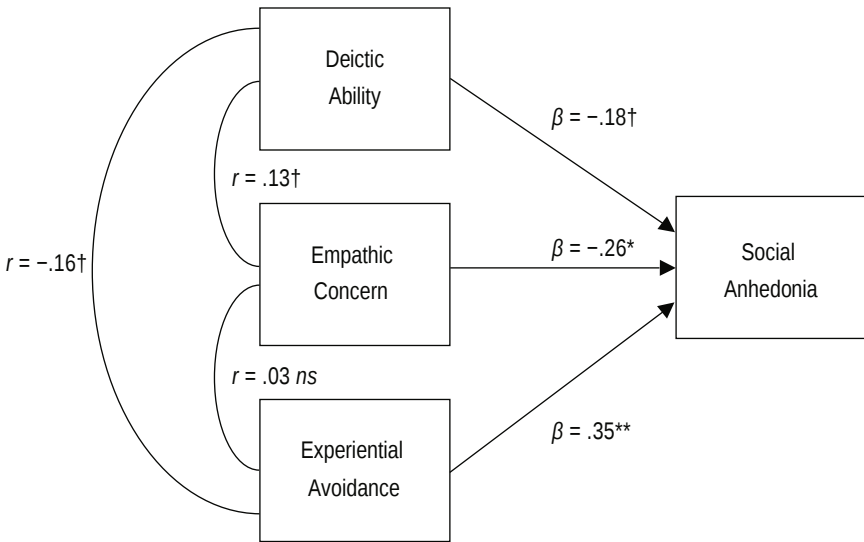 Deictic
Ability
β = −.18†
r = .13†
Empathic
Concern
β = −.26*
Social
Anhedonia
r = −.16†
r = .03 ns
Experiential
Avoidance
β = .35**